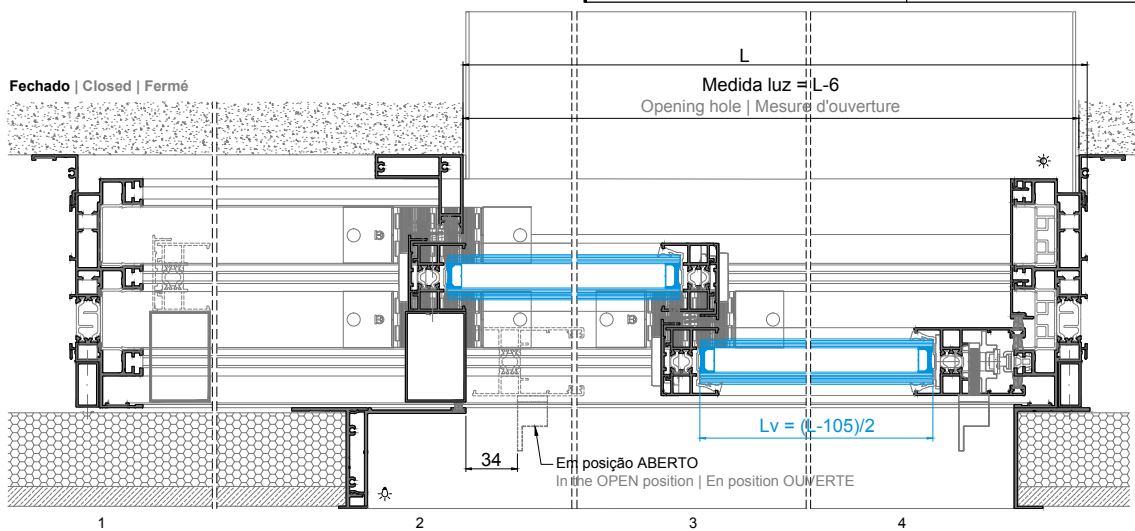 L
Fechado | Closed | Fermé
Medida luz = L-6
Opening hole | Mesure d'ouverture
Lv = (L-105)/2
34
Em posição ABERTO
In the OPEN position | En position OUVERTE
1 2 3 4